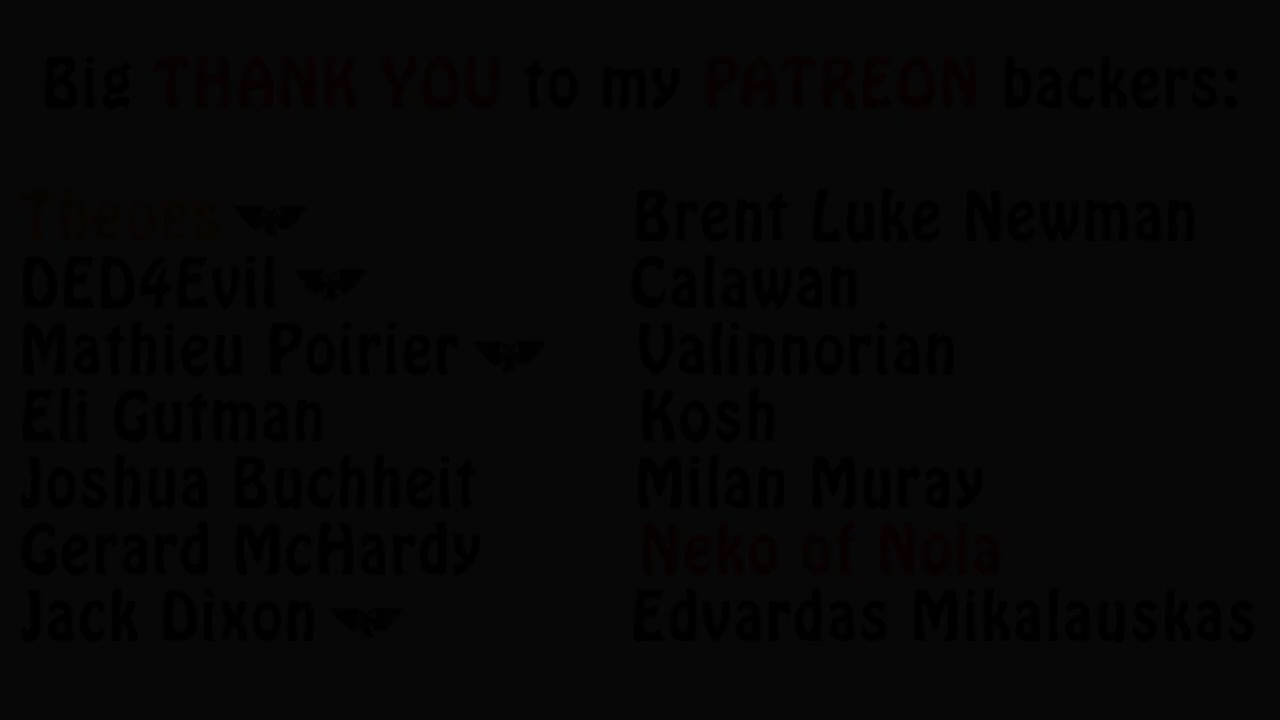 Big THANK YOU to my PATREON backers:
Theoes
DED4Evil
Mathieu Poirier
Eli Gutman
Joshua Buchheit
Gerard McHardy
Jack Dixon
Brent Luke Newman
Calawan
Valinnorian
Kosh
Milan Muray
Neko of Nola
Edvardas Mikalauskas